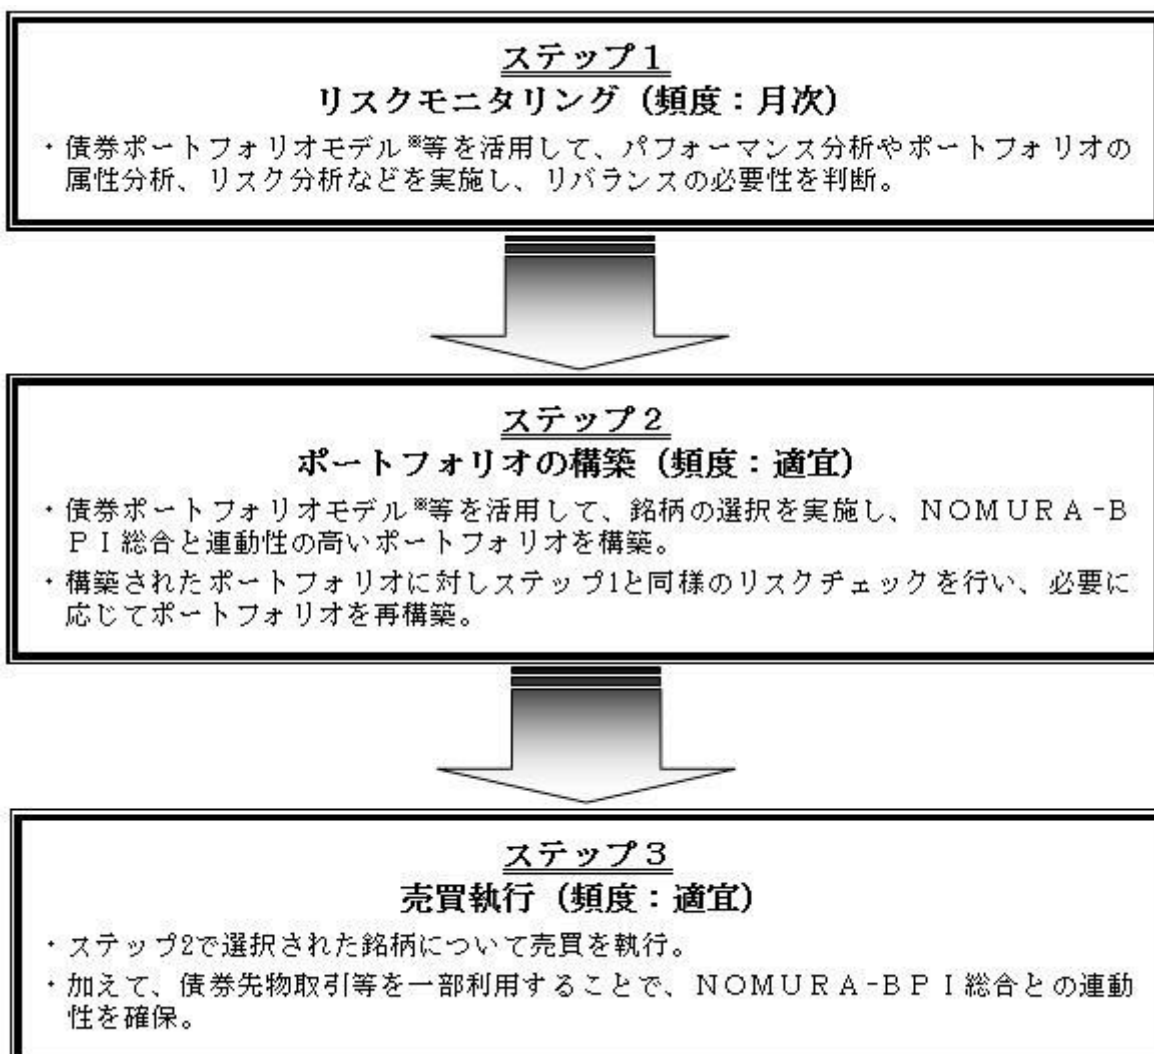 ステップ1
リスクモニタリング（頻度：月次）
・債券ポートフォリオモデル※等を活用して、パフォーマンス分析やポートフォリオの
属性分析、リスク分析などを実施し、リバランスの必要性を判断。
ステップ2
ポートフォリオの構築（頻度：適宜）
・債券ポートフォリオモデル※等を活用して、銘柄の選択を実施し、ＮＯＭＵＲＡ-Ｂ
ＰＩ総合と連動性の高いポートフォリオを構築。
・構築されたポートフォリオに対しステップ1と同様のリスクチェックを行い、必要に
応じてポートフォリオを再構築。
ステップ3
売買執行（頻度：適宜）
・ステップ2で選択された銘柄について売買を執行。
・加えて、債券先物取引等を一部利用することで、ＮＯＭＵＲＡ-ＢＰＩ総合との連動
性を確保。